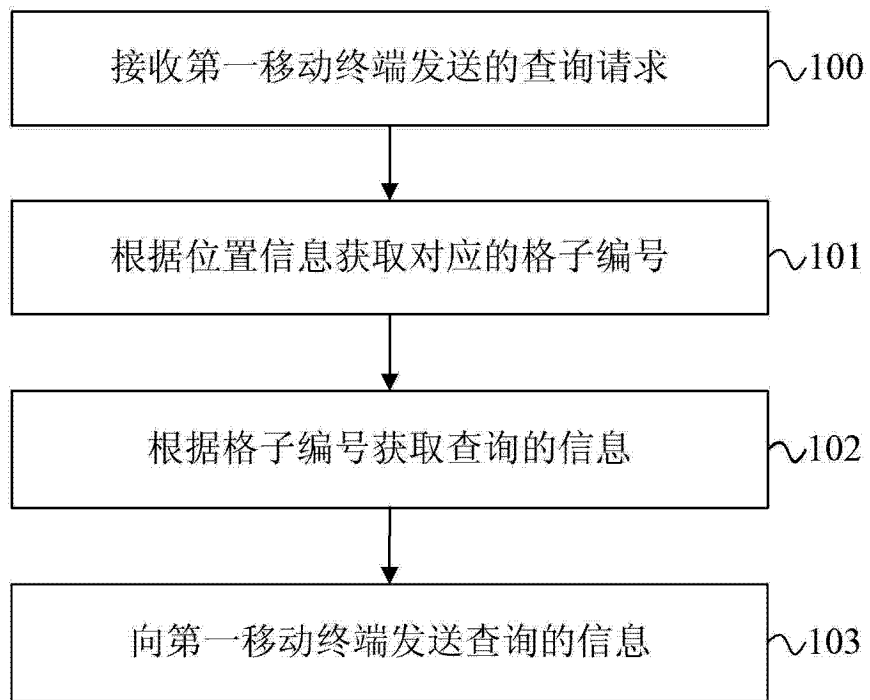 接收第一移动终端发送的查询请求 100
根据位置信息获取对应的格子编号 101
根据格子编号获取查询的信息 102
向第一移动终端发送查询的信息 103